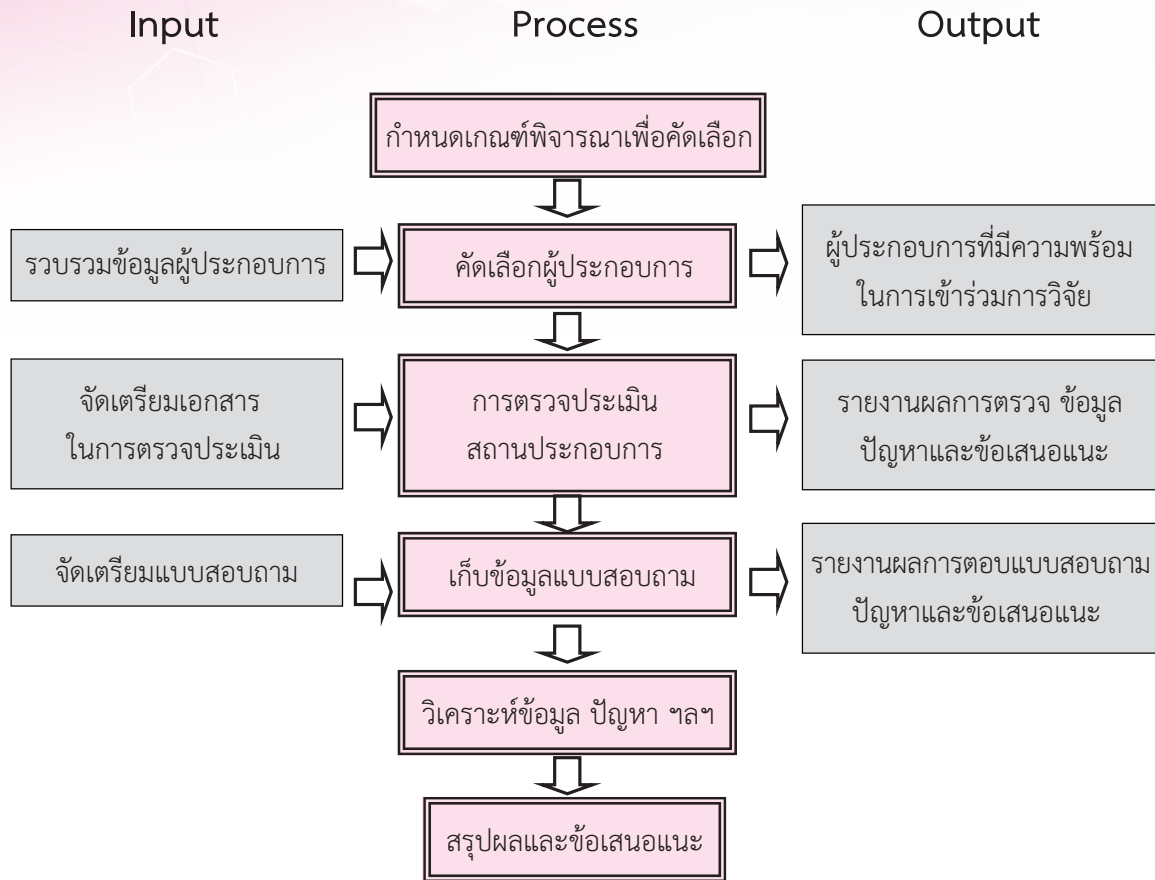 Input
Process
Output
กำหนดเกณฑ์พิจารณาเพื่อคัดเลือก
รวบรวมข้อมูลผู้ประกอบการ
คัดเลือกผู้ประกอบการ
ผู้ประกอบการที่มีความพร้อม
ในการเข้าร่วมการวิจัย
จัดเตรียมเอกสาร
ในการตรวจประเมิน
การตรวจประเมิน
สถานประกอบการ
รายงานผลการตรวจ ข้อมูล
ปัญหาและข้อเสนอแนะ
จัดเตรียมแบบสอบถาม
เก็บข้อมูลแบบสอบถาม
รายงานผลการตอบแบบสอบถาม
ปัญหาและข้อเสนอแนะ
วิเคราะห์ข้อมูล ปัญหา ฯลฯ
สรุปผลและข้อเสนอแนะ